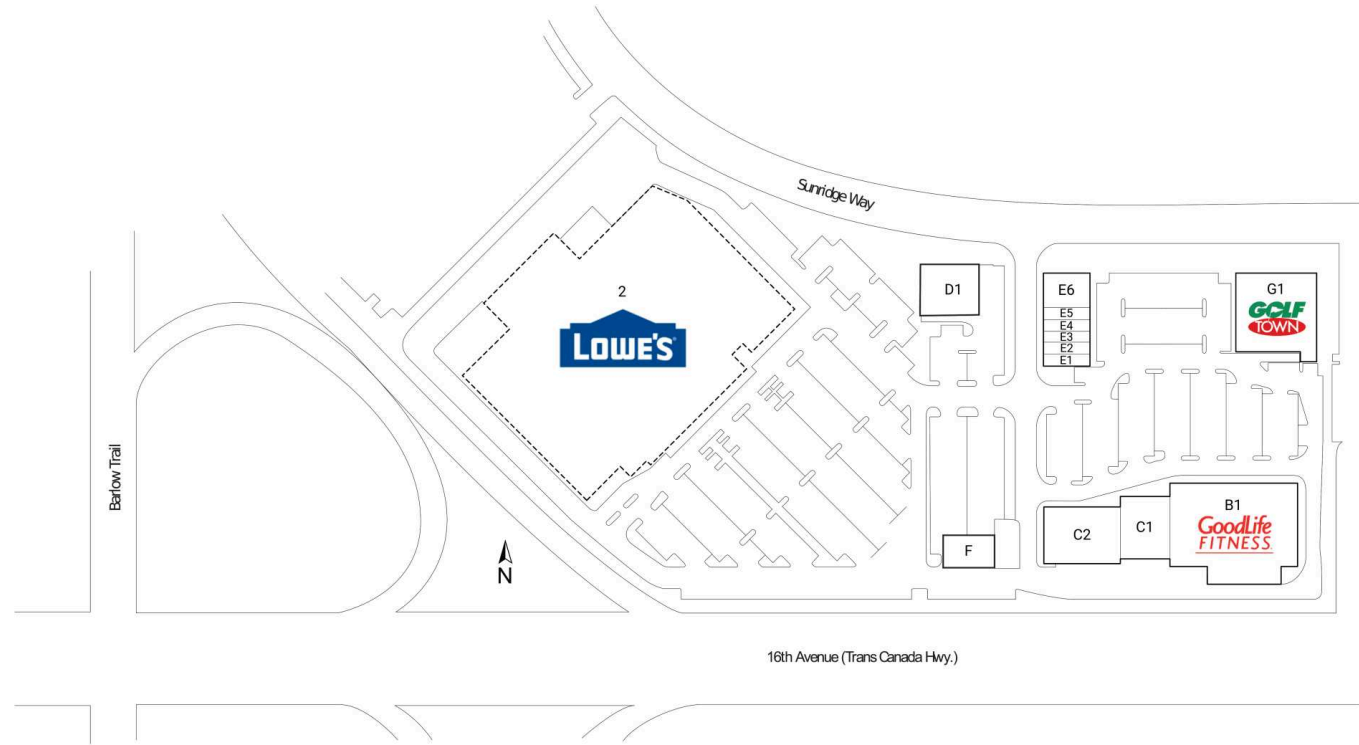 Sunridge Way
2
LOWE'S
D1
E6
E5
E4
E3
E2
E1
G1
GOLF
TOWN
Barlow Trail
B1
GoodLife
FITNESS
C1
C2
F
N
16th Avenue (Trans Canada Hwy.)